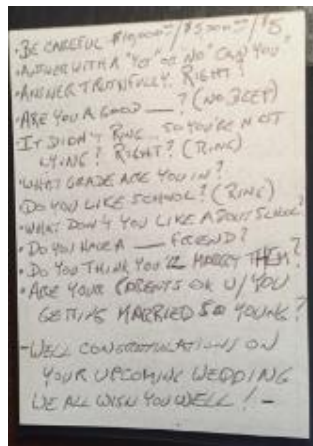 • BE CAREFUL $10,000⁰⁰/$5,000⁰⁰/$5
• ANSWER WITH A "YES" OR "NO" CAN YOU,
• ANSWER TRUTHFULLY. RIGHT?
• ARE YOU A GOOD ___? (NO BEEP)
• IT DIDN'T RING, SO YOU'RE NOT
LYING? RIGHT? (RING)
• WHAT GRADE ARE YOU IN?
• DO YOU LIKE SCHOOL? (RING)
• WHAT DON'T YOU LIKE ABOUT SCHOOL?
• DO YOU HAVE A ___ FRIEND?
• DO YOU THINK YOU'LL MARRY THEM?
• ARE YOUR PARENTS OK W/YOU
GETTING MARRIED SO YOUNG?
- WELL CONGRATULATIONS ON
YOUR UPCOMING WEDDING
WE ALL WISH YOU WELL! -